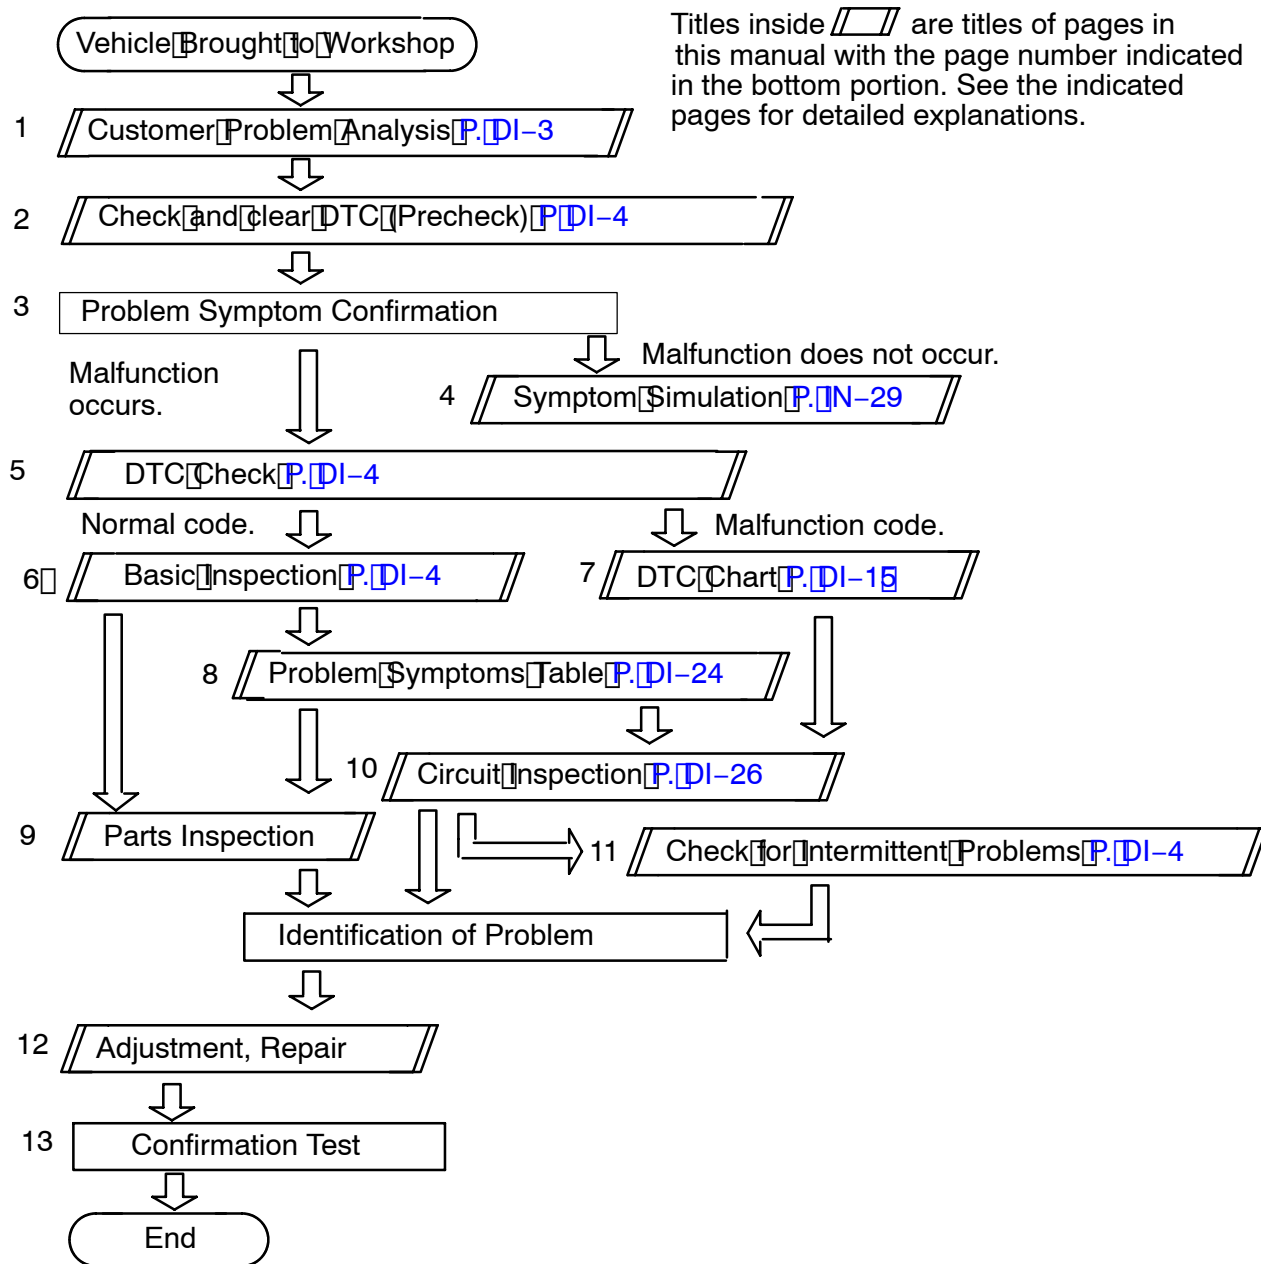 Vehicle Brought to Workshop
Titles inside are titles of pages in
this manual with the page number indicated
in the bottom portion. See the indicated
pages for detailed explanations.
1 Customer Problem Analysis P. DI–3
2 Check and clear DTC (Precheck) P DI–4
3 Problem Symptom Confirmation
Malfunction does not occur.
Malfunction
occurs.
4 Symptom Simulation P. IN–29
5 DTC Check P. DI–4
Normal code.
Malfunction code.
6 Basic Inspection P. DI–4
7 DTC Chart P. DI–15
8 Problem Symptoms Table P. DI–24
10 Circuit Inspection P. DI–26
9 Parts Inspection
11 Check for Intermittent Problems P. DI–4
Identification of Problem
12 Adjustment, Repair
13 Confirmation Test
End